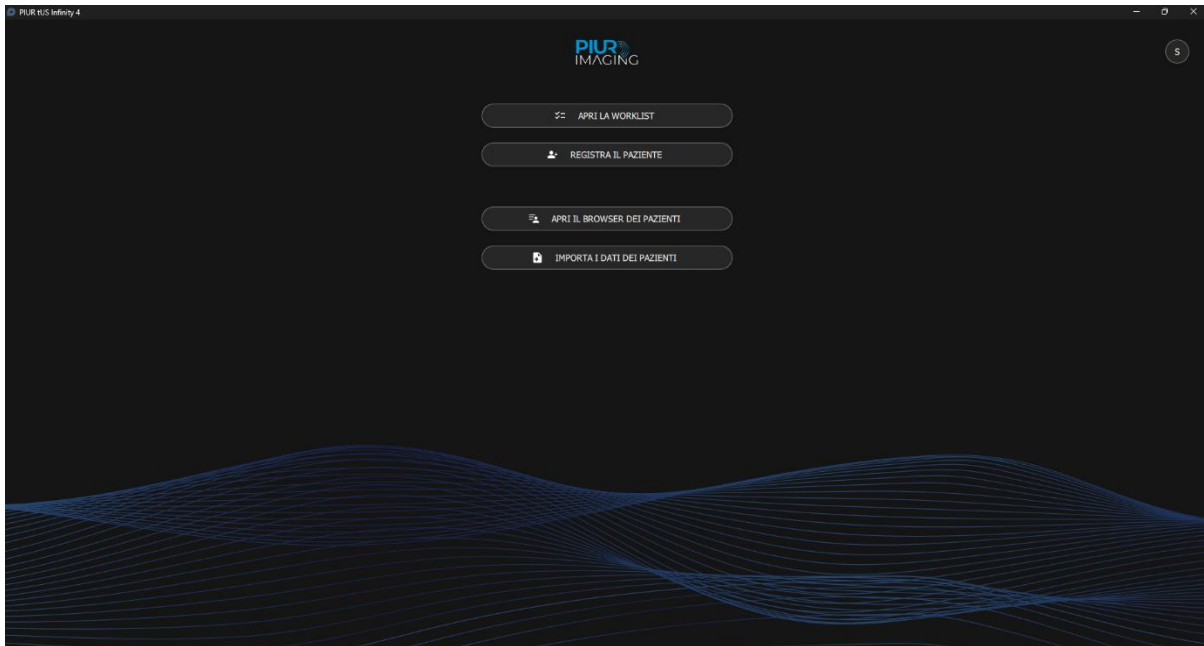 PIUR tUS Infinity 4
PIUR
IMAGING
S
APRI LA WORKLIST
REGISTRA IL PAZIENTE
APRI IL BROWSER DEI PAZIENTI
IMPORTA I DATI DEI PAZIENTI